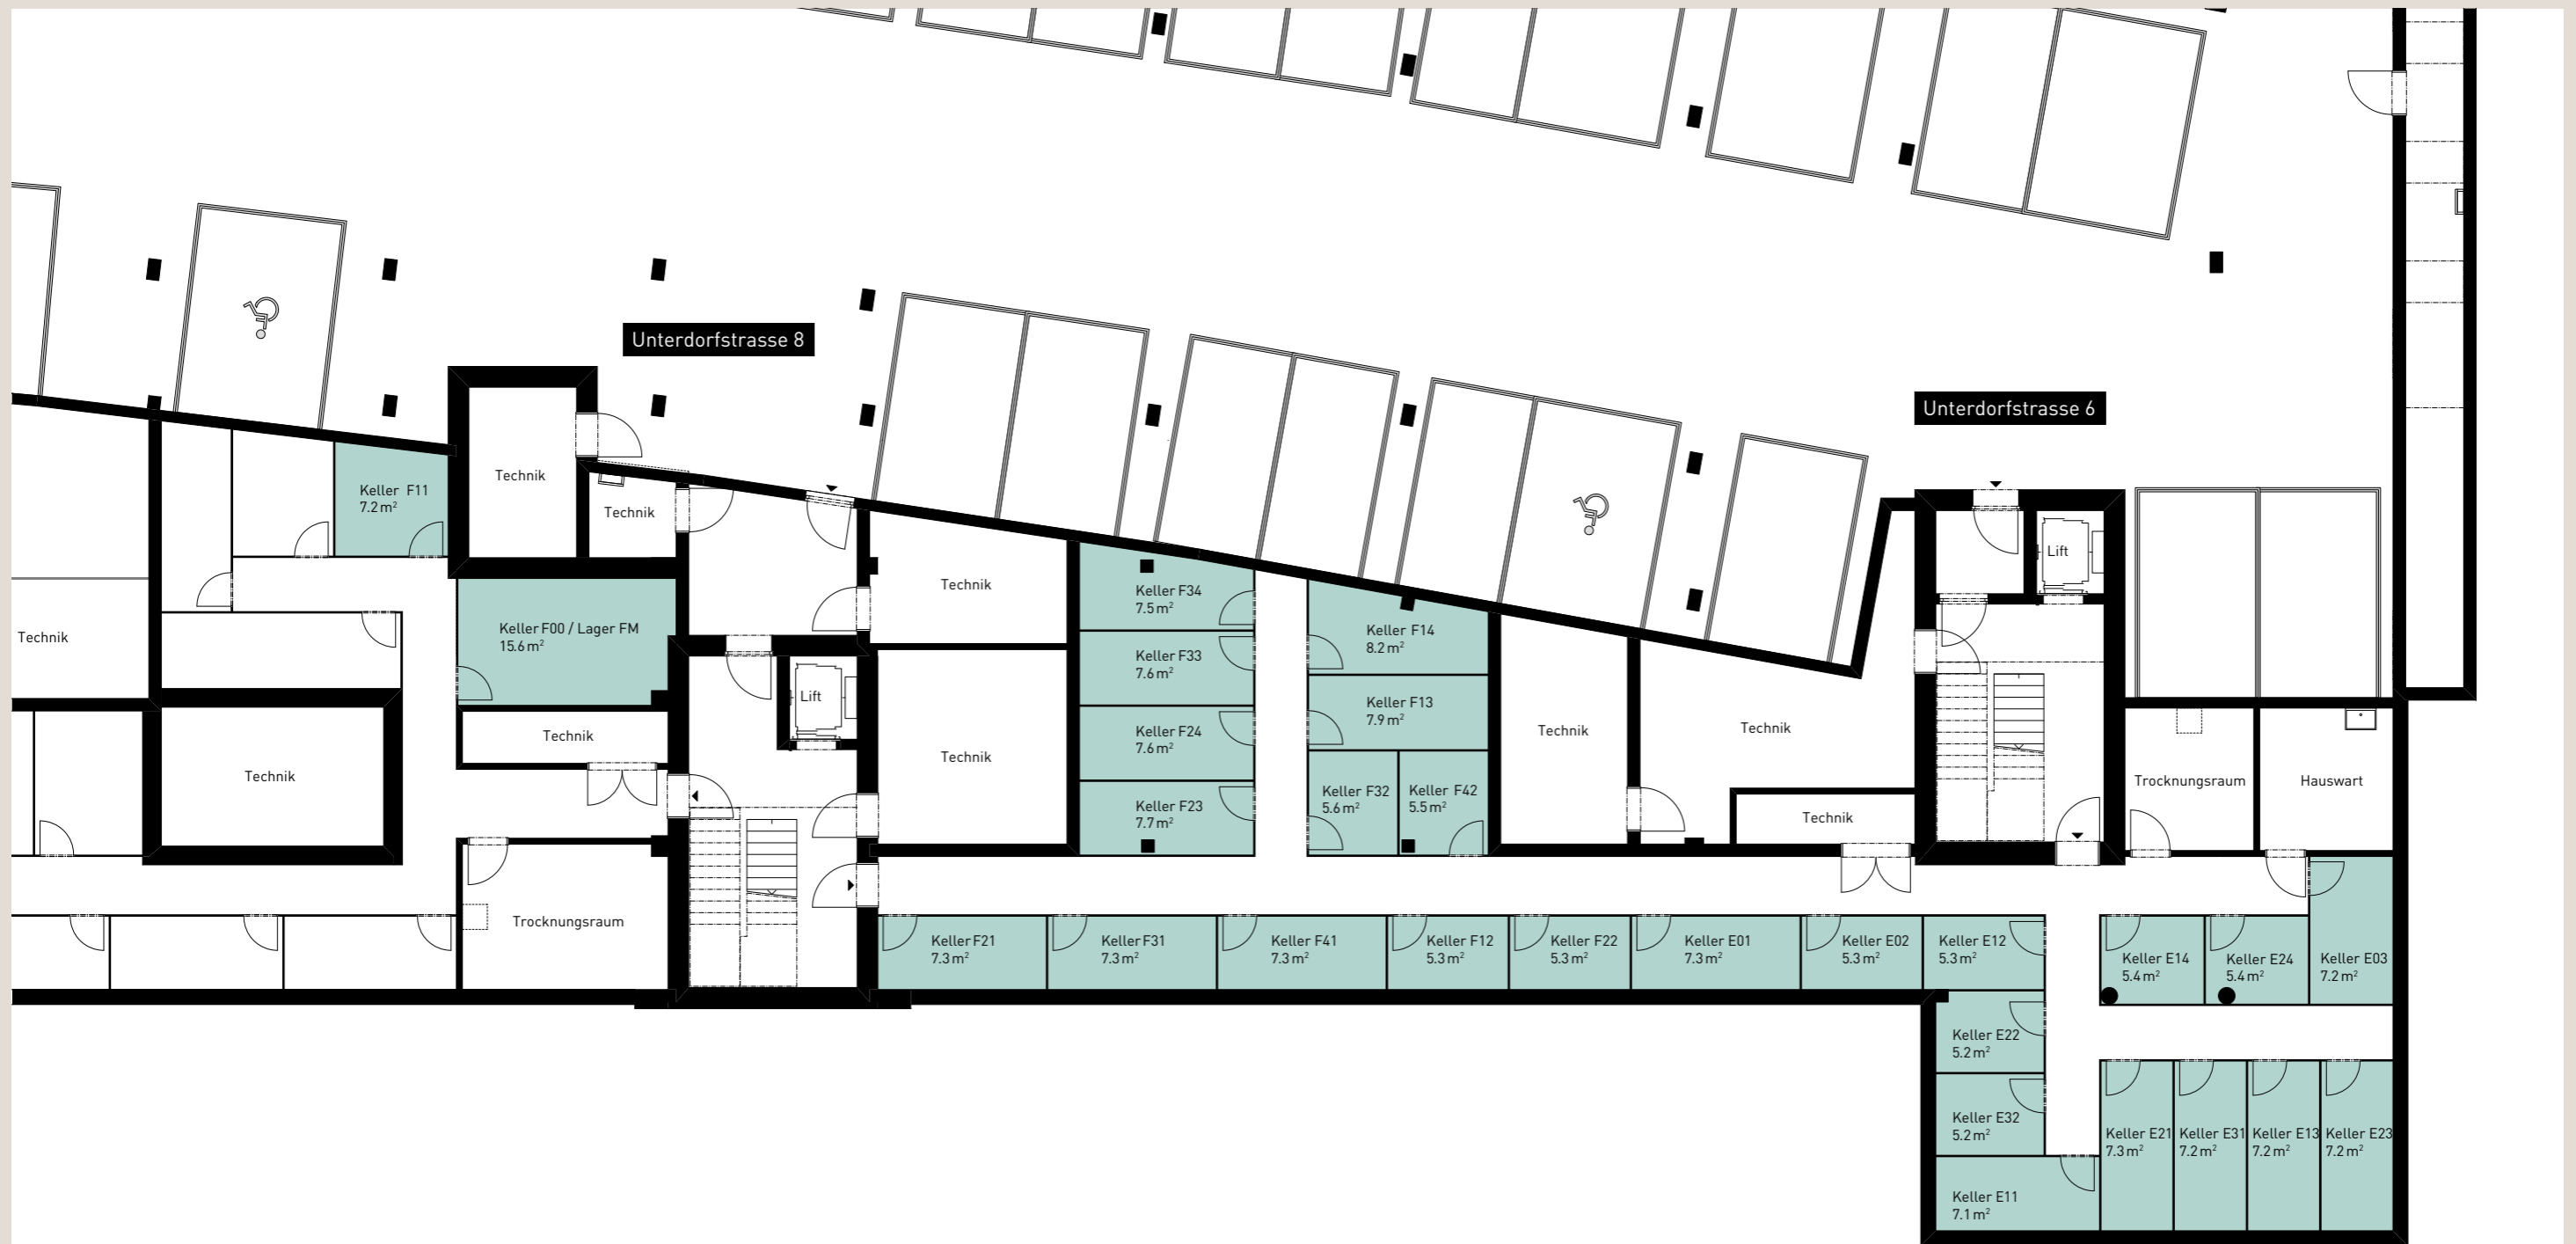 Unterdorfstrasse 8
Unterdorfstrasse 6
Technik
Keller F11
7.2 m²
Technik
Lift
Technik
Keller F34
7.5 m²
Keller F00 / Lager FM
15.6 m²
Technik
Keller F14
8.2 m²
Keller F33
7.6 m²
Lift
Keller F13
7.9 m²
Technik
Technik
Keller F24
7.6 m²
Technik
Technik
Technik
Technik
Trocknungsraum
Hauswart
Keller F32
5.6 m²
Keller F42
5.5 m²
Keller F23
7.7 m²
Technik
Trocknungsraum
Keller F21
7.3 m²
Keller F31
7.3 m²
Keller F41
7.3 m²
Keller F12
5.3 m²
Keller F22
5.3 m²
Keller E01
7.3 m²
Keller E02
5.3 m²
Keller E12
5.3 m²
Keller E14
5.4 m²
Keller E24
5.4 m²
Keller E03
7.2 m²
Keller E22
5.2 m²
Keller E32
5.2 m²
Keller E21
7.3 m²
Keller E31
7.2 m²
Keller E13
7.2 m²
Keller E23
7.2 m²
Keller E11
7.1 m²